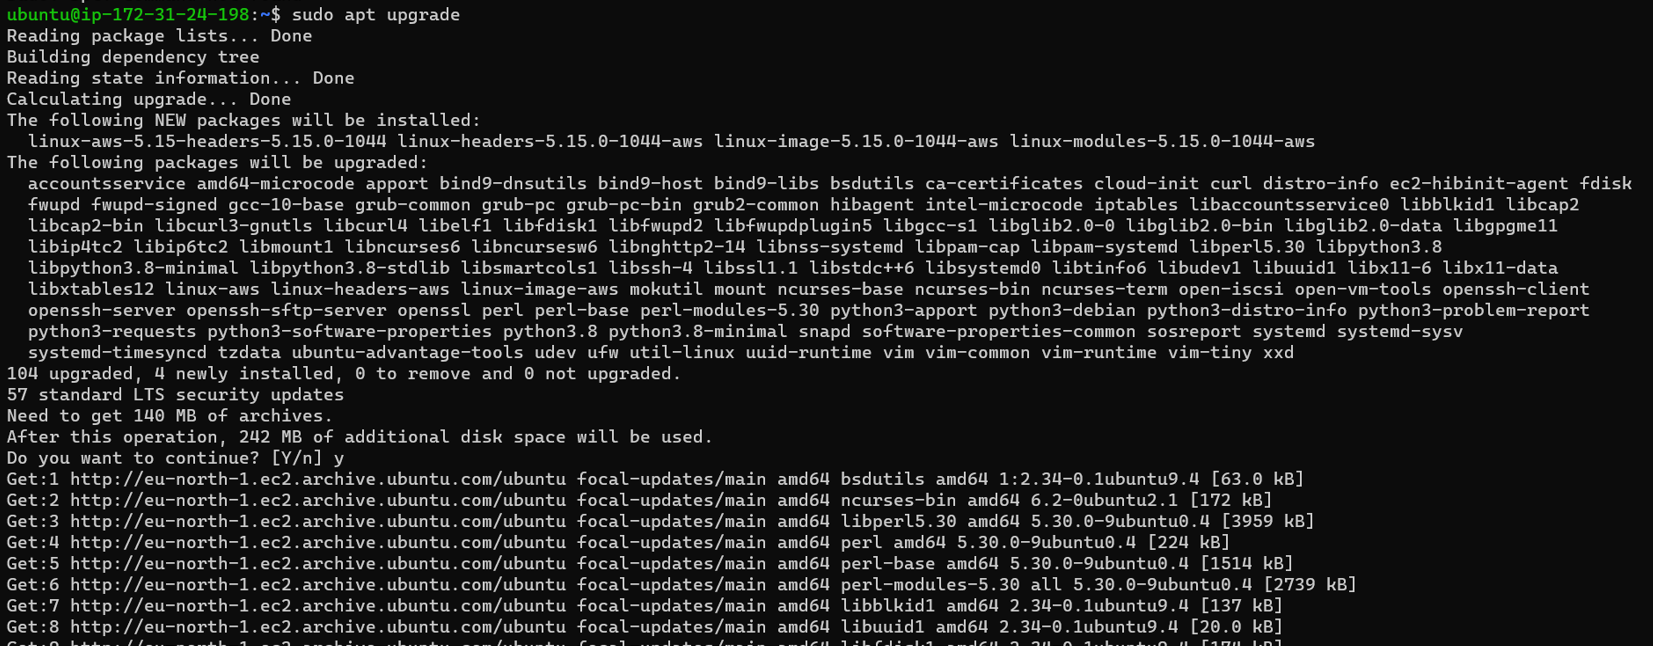 ubuntu@ip-172-31-24-198:~$ sudo apt upgrade
Reading package lists... Done
Building dependency tree
Reading state information... Done
Calculating upgrade... Done
The following NEW packages will be installed:
  linux-aws-5.15-headers-5.15.0-1044 linux-headers-5.15.0-1044-aws linux-image-5.15.0-1044-aws linux-modules-5.15.0-1044-aws
The following packages will be upgraded:
  accountsservice amd64-microcode apport bind9-dnsutils bind9-host bind9-libs bsdutils ca-certificates cloud-init curl distro-info ec2-hibinit-agent fdisk
  fwupd fwupd-signed gcc-10-base grub-common grub-pc grub-pc-bin grub2-common hibagent intel-microcode iptables libaccountsservice0 libblkid1 libcap2
  libcap2-bin libcurl3-gnutls libcurl4 libelf1 libfdisk1 libfwupd2 libfwupdplugin5 libgcc-s1 libglib2.0-0 libglib2.0-bin libglib2.0-data libgpgme11
  libip4tc2 libip6tc2 libmount1 libncurses6 libncursesw6 libnghttp2-14 libnss-systemd libpam-cap libpam-systemd libperl5.30 libpython3.8
  libpython3.8-minimal libpython3.8-stdlib libsmartcols1 libssh-4 libssl1.1 libstdc++6 libsystemd0 libtinfo6 libudev1 libuuid1 libx11-6 libx11-data
  libxtables12 linux-aws linux-headers-aws linux-image-aws mokutil mount ncurses-base ncurses-bin ncurses-term open-iscsi open-vm-tools openssh-client
  openssh-server openssh-sftp-server openssl perl perl-base perl-modules-5.30 python3-apport python3-debian python3-distro-info python3-problem-report
  python3-requests python3-software-properties python3.8 python3.8-minimal snapd software-properties-common sosreport systemd systemd-sysv
  systemd-timesyncd tzdata ubuntu-advantage-tools udev ufw util-linux uuid-runtime vim vim-common vim-runtime vim-tiny xxd
104 upgraded, 4 newly installed, 0 to remove and 0 not upgraded.
57 standard LTS security updates
Need to get 140 MB of archives.
After this operation, 242 MB of additional disk space will be used.
Do you want to continue? [Y/n] y
Get:1 http://eu-north-1.ec2.archive.ubuntu.com/ubuntu focal-updates/main amd64 bsdutils amd64 1:2.34-0.1ubuntu9.4 [63.0 kB]
Get:2 http://eu-north-1.ec2.archive.ubuntu.com/ubuntu focal-updates/main amd64 ncurses-bin amd64 6.2-0ubuntu2.1 [172 kB]
Get:3 http://eu-north-1.ec2.archive.ubuntu.com/ubuntu focal-updates/main amd64 libperl5.30 amd64 5.30.0-9ubuntu0.4 [3959 kB]
Get:4 http://eu-north-1.ec2.archive.ubuntu.com/ubuntu focal-updates/main amd64 perl amd64 5.30.0-9ubuntu0.4 [224 kB]
Get:5 http://eu-north-1.ec2.archive.ubuntu.com/ubuntu focal-updates/main amd64 perl-base amd64 5.30.0-9ubuntu0.4 [1514 kB]
Get:6 http://eu-north-1.ec2.archive.ubuntu.com/ubuntu focal-updates/main amd64 perl-modules-5.30 all 5.30.0-9ubuntu0.4 [2739 kB]
Get:7 http://eu-north-1.ec2.archive.ubuntu.com/ubuntu focal-updates/main amd64 libblkid1 amd64 2.34-0.1ubuntu9.4 [137 kB]
Get:8 http://eu-north-1.ec2.archive.ubuntu.com/ubuntu focal-updates/main amd64 libuuid1 amd64 2.34-0.1ubuntu9.4 [20.0 kB]